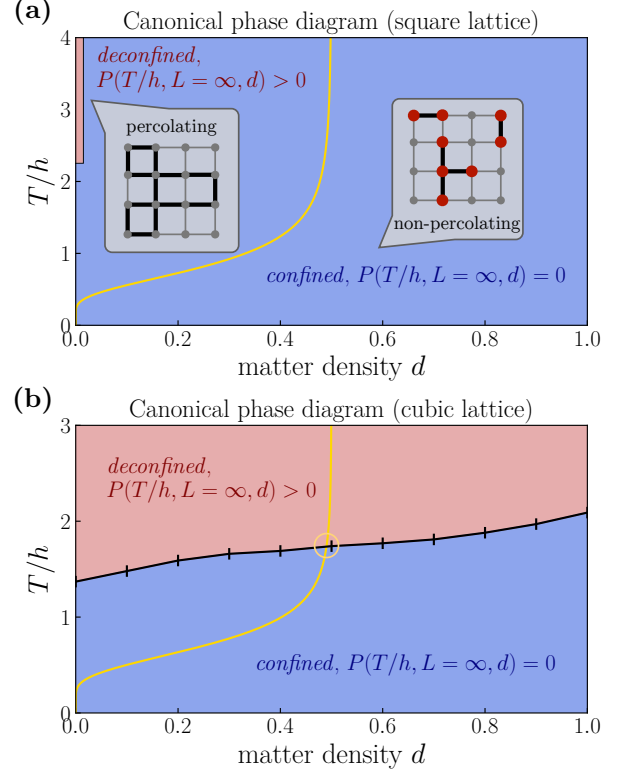 (a)
Canonical phase diagram (square lattice)
4
3
2
1
0
T/h
deconfined,
P(T/h, L = ∞, d) > 0
percolating
non-percolating
confined, P(T/h, L = ∞, d) = 0
0.0 0.2 0.4 0.6 0.8 1.0
matter density d
(b)
Canonical phase diagram (cubic lattice)
3
2
1
0
T/h
deconfined,
P(T/h, L = ∞, d) > 0
confined, P(T/h, L = ∞, d) = 0
0.0 0.2 0.4 0.6 0.8 1.0
matter density d